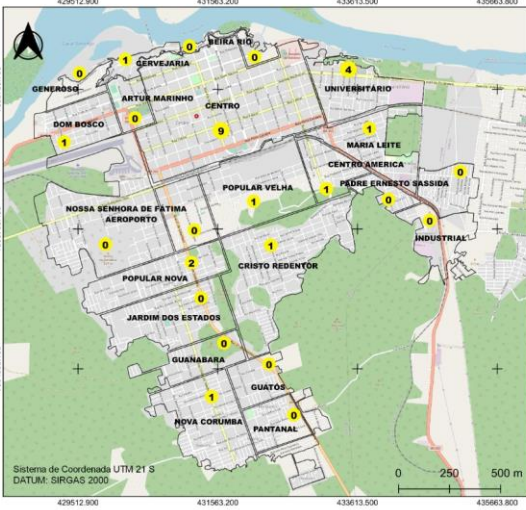 429512.900 431563.200 433613.500 435663.800
0 BEIRA RIO
1 0
CERVEJARIA
0
GENEROSO
4
ARTUR MARINHO
UNIVERSITÁRIO
CENTRO
0
DOM BOSCO
9
1
1
MARIA LEITE
CENTRO AMERICA
0
POPULAR VELHA
PADRE ERNESTO SASSIDA
1
1
0
NOSSA SENHORA DE FÁTIMA
AEROPORTO
0
0
0
INDUSTRIAL
1
2
CRISTO REDENTOR
POPULAR NOVA
0
JARDIM DOS ESTADOS
0
GUANABARA
0
GUATÓS
1
0
NOVA CORUMBA
PANTANAL
Sistema de Coordenada UTM 21 S
DATUM: SIRGAS 2000
0 250 500 m
429512.900 431563.200 433613.500 435663.800